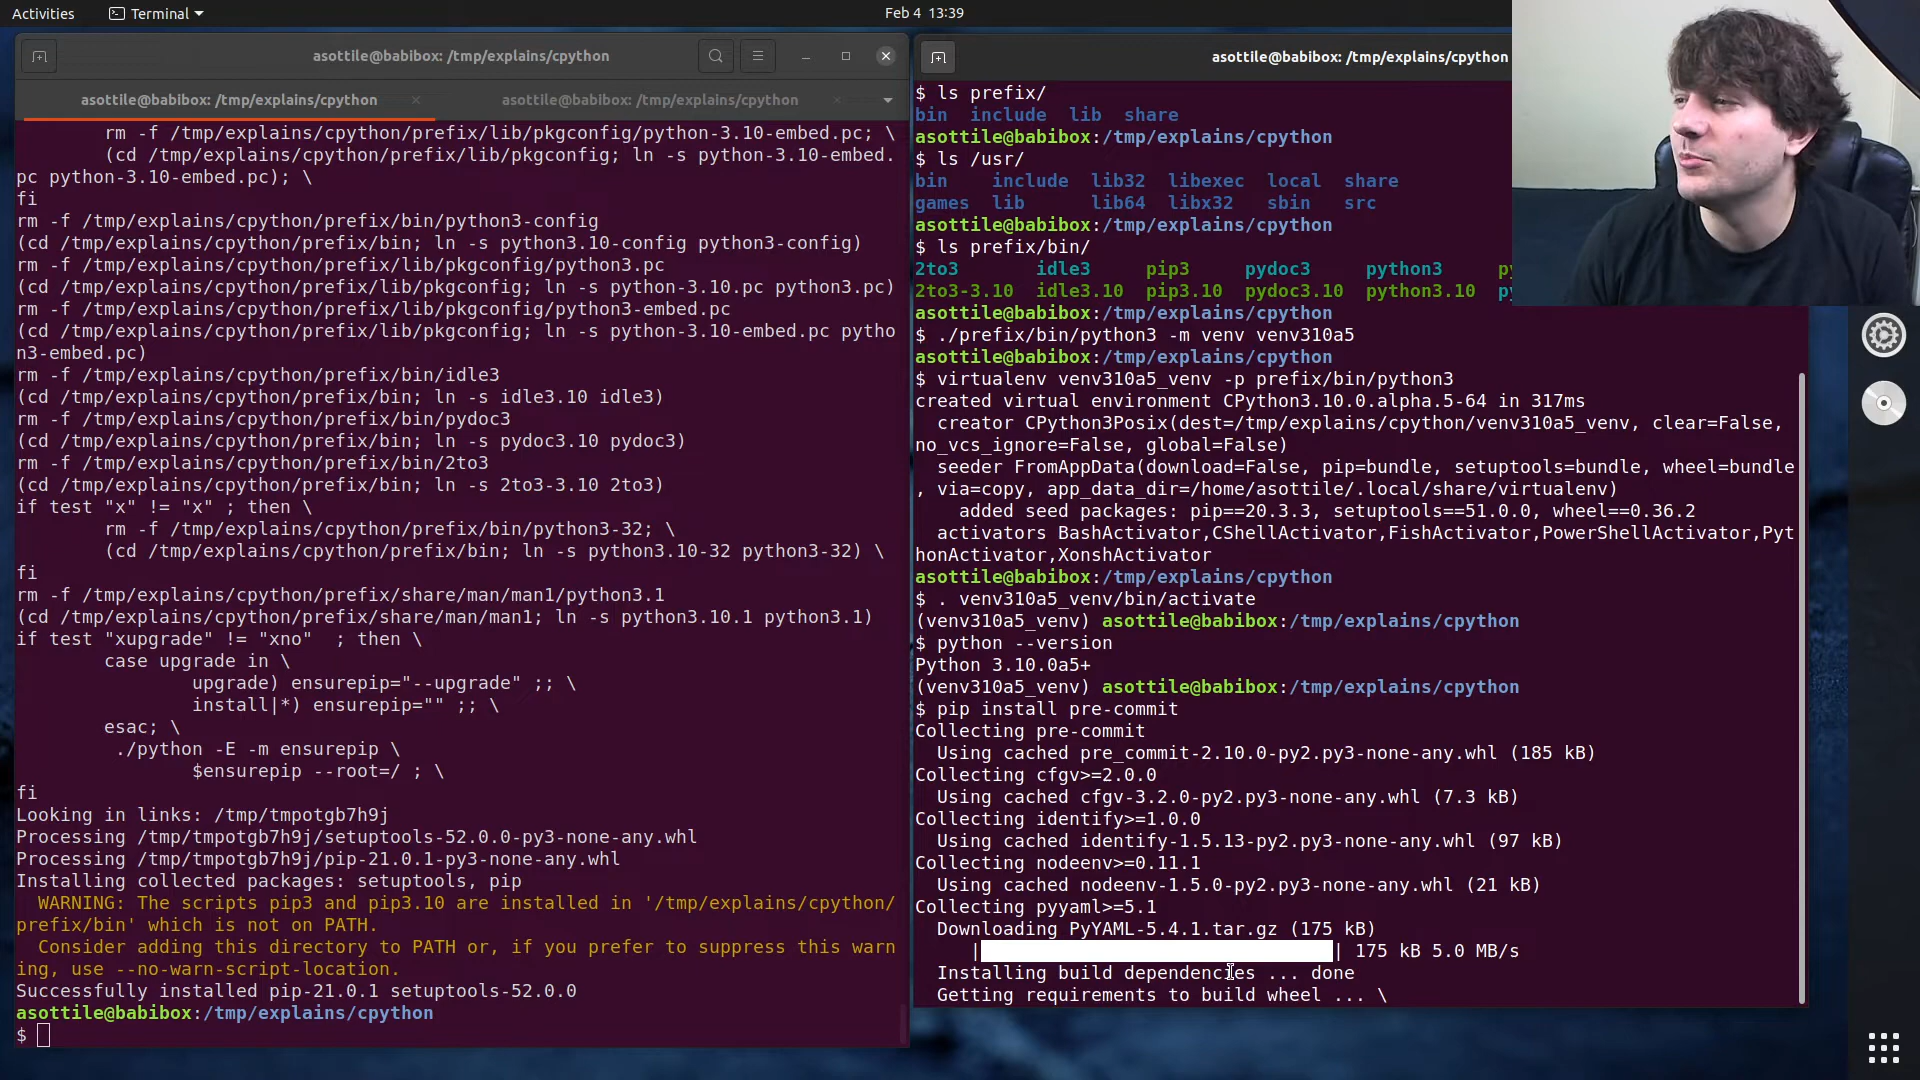 Activities
Terminal
Feb 4 13:39
asottile@babibox: /tmp/explains/cpython
asottile@babibox: /tmp/explains/cpython
asottile@babibox: /tmp/explains/cpython
rm -f /tmp/explains/cpython/prefix/lib/pkgconfig/python-3.10-embed.pc; \
(cd /tmp/explains/cpython/prefix/lib/pkgconfig; ln -s python-3.10-embed.
pc python-3.10-embed.pc); \
fi
rm -f /tmp/explains/cpython/prefix/bin/python3-config
(cd /tmp/explains/cpython/prefix/bin; ln -s python3.10-config python3-config)
rm -f /tmp/explains/cpython/prefix/lib/pkgconfig/python3.pc
(cd /tmp/explains/cpython/prefix/lib/pkgconfig; ln -s python-3.10.pc python3.pc)
rm -f /tmp/explains/cpython/prefix/lib/pkgconfig/python3-embed.pc
(cd /tmp/explains/cpython/prefix/lib/pkgconfig; ln -s python-3.10-embed.pc pytho
n3-embed.pc)
rm -f /tmp/explains/cpython/prefix/bin/idle3
(cd /tmp/explains/cpython/prefix/bin; ln -s idle3.10 idle3)
rm -f /tmp/explains/cpython/prefix/bin/pydoc3
(cd /tmp/explains/cpython/prefix/bin; ln -s pydoc3.10 pydoc3)
rm -f /tmp/explains/cpython/prefix/bin/2to3
(cd /tmp/explains/cpython/prefix/bin; ln -s 2to3-3.10 2to3)
if test "x" != "x" ; then \
rm -f /tmp/explains/cpython/prefix/bin/python3-32; \
(cd /tmp/explains/cpython/prefix/bin; ln -s python3.10-32 python3-32) \
fi
rm -f /tmp/explains/cpython/prefix/share/man/man1/python3.1
(cd /tmp/explains/cpython/prefix/share/man/man1; ln -s python3.10.1 python3.1)
if test "xupgrade" != "xno"  ; then \
case upgrade in \
upgrade) ensurepip="--upgrade" ;; \
install|*) ensurepip="" ;; \
esac; \
./python -E -m ensurepip \
$ensurepip --root=/ ; \
fi
Looking in links: /tmp/tmpotgb7h9j
Processing /tmp/tmpotgb7h9j/setuptools-52.0.0-py3-none-any.whl
Processing /tmp/tmpotgb7h9j/pip-21.0.1-py3-none-any.whl
Installing collected packages: setuptools, pip
WARNING: The scripts pip3 and pip3.10 are installed in '/tmp/explains/cpython/
prefix/bin' which is not on PATH.
Consider adding this directory to PATH or, if you prefer to suppress this warn
ing, use --no-warn-script-location.
Successfully installed pip-21.0.1 setuptools-52.0.0
asottile@babibox:/tmp/explains/cpython
$
asottile@babibox: /tmp/explains/cpython
$ ls prefix/
bin include lib share
asottile@babibox:/tmp/explains/cpython
$ ls /usr/
bin include lib32 libexec local share
games lib lib64 libx32 sbin src
asottile@babibox:/tmp/explains/cpython
$ ls prefix/bin/
2to3 idle3 pip3 pydoc3 python3
2to3-3.10 idle3.10 pip3.10 pydoc3.10 python3.10
asottile@babibox:/tmp/explains/cpython
$ ./prefix/bin/python3 -m venv venv310a5
asottile@babibox:/tmp/explains/cpython
$ virtualenv venv310a5_venv -p prefix/bin/python3
created virtual environment CPython3.10.0.alpha.5-64 in 317ms
creator CPython3Posix(dest=/tmp/explains/cpython/venv310a5_venv, clear=False,
no_vcs_ignore=False, global=False)
seeder FromAppData(download=False, pip=bundle, setuptools=bundle, wheel=bundle
, via=copy, app_data_dir=/home/asottile/.local/share/virtualenv)
added seed packages: pip==20.3.3, setuptools==51.0.0, wheel==0.36.2
activators BashActivator,CShellActivator,FishActivator,PowerShellActivator,Pyt
honActivator,XonshActivator
asottile@babibox:/tmp/explains/cpython
$ . venv310a5_venv/bin/activate
(venv310a5_venv) asottile@babibox:/tmp/explains/cpython
$ python --version
Python 3.10.0a5+
(venv310a5_venv) asottile@babibox:/tmp/explains/cpython
$ pip install pre-commit
Collecting pre-commit
Using cached pre_commit-2.10.0-py2.py3-none-any.whl (185 kB)
Collecting cfgv>=2.0.0
Using cached cfgv-3.2.0-py2.py3-none-any.whl (7.3 kB)
Collecting identify>=1.0.0
Using cached identify-1.5.13-py2.py3-none-any.whl (97 kB)
Collecting nodeenv>=0.11.1
Using cached nodeenv-1.5.0-py2.py3-none-any.whl (21 kB)
Collecting pyyaml>=5.1
Downloading PyYAML-5.4.1.tar.gz (175 kB)
| | 175 kB 5.0 MB/s
Installing build dependencies ... done
Getting requirements to build wheel ... \